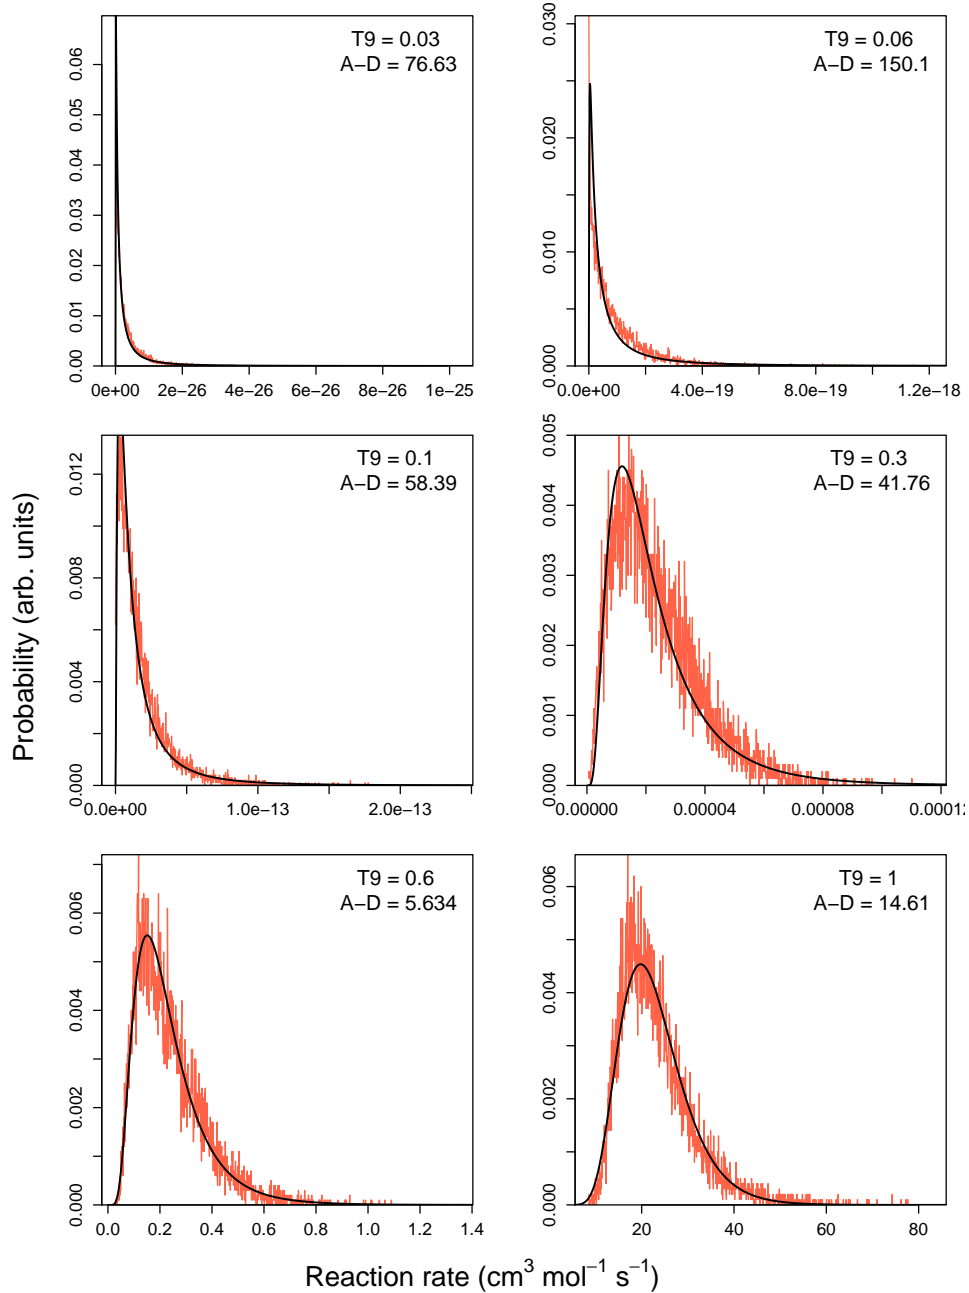 T9 = 0.03
A−D = 76.63
0.00 0.01 0.02 0.03 0.04 0.05 0.06
0e+00 2e−26 4e−26 6e−26 8e−26 1e−25
T9 = 0.06
A−D = 150.1
0.000 0.010 0.020 0.030
0.0e+00 4.0e−19 8.0e−19 1.2e−18
T9 = 0.1
A−D = 58.39
0.000 0.004 0.008 0.012
0.0e+00 1.0e−13 2.0e−13
T9 = 0.3
A−D = 41.76
0.000 0.001 0.002 0.003 0.004 0.005
0.00000 0.00004 0.00008 0.00012
T9 = 0.6
A−D = 5.634
0.000 0.002 0.004 0.006
0.0 0.2 0.4 0.6 0.8 1.0 1.2 1.4
T9 = 1
A−D = 14.61
0.000 0.002 0.004 0.006
20 40 60 80
Probability (arb. units)
Reaction rate (cm³ mol⁻¹ s⁻¹)